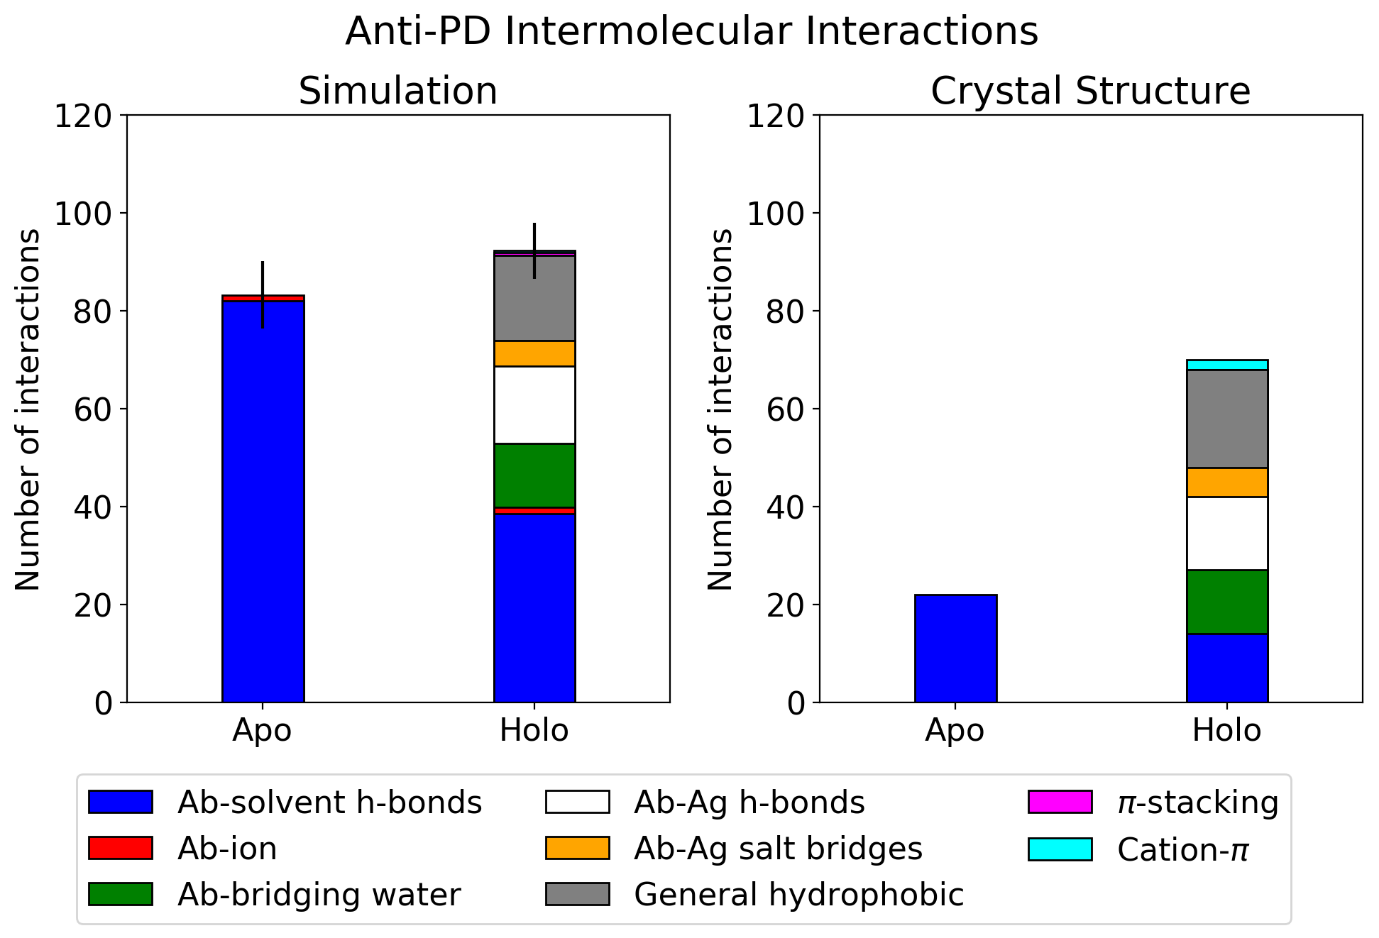 Anti-PD Intermolecular Interactions
Simulation
Crystal Structure
Number of interactions
120
100
80
60
40
20
0
Apo
Holo
Number of interactions
120
100
80
60
40
20
0
Apo
Holo
Ab-solvent h-bonds
Ab-ion
Ab-bridging water
Ab-Ag h-bonds
Ab-Ag salt bridges
General hydrophobic
π-stacking
Cation-π